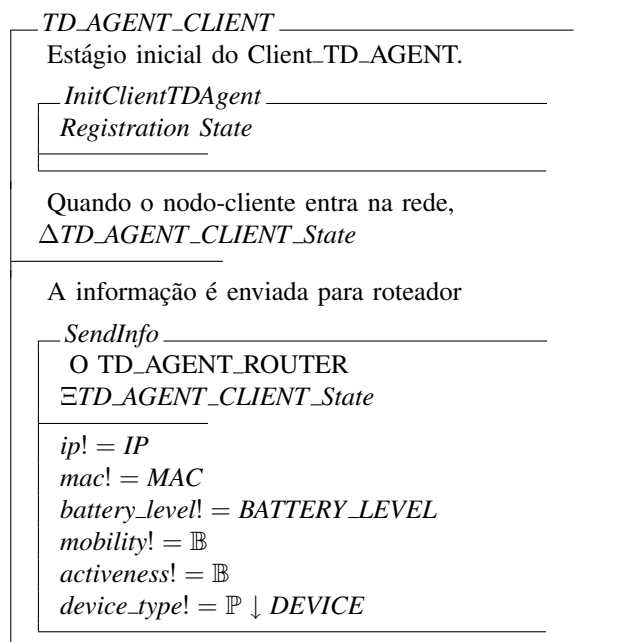 TD_AGENT_CLIENT
Estágio inicial do Client_TD_AGENT.
InitClientTDAgent
Registration State
Quando o nodo-cliente entra na rede,
ΔTD_AGENT_CLIENT_State
A informação é enviada para roteador
SendInfo
O TD_AGENT_ROUTER
ΞTD_AGENT_CLIENT_State
ip! = IP
mac! = MAC
battery_level! = BATTERY_LEVEL
mobility! = 𝔹
activeness! = 𝔹
device_type! = ℙ ↓ DEVICE